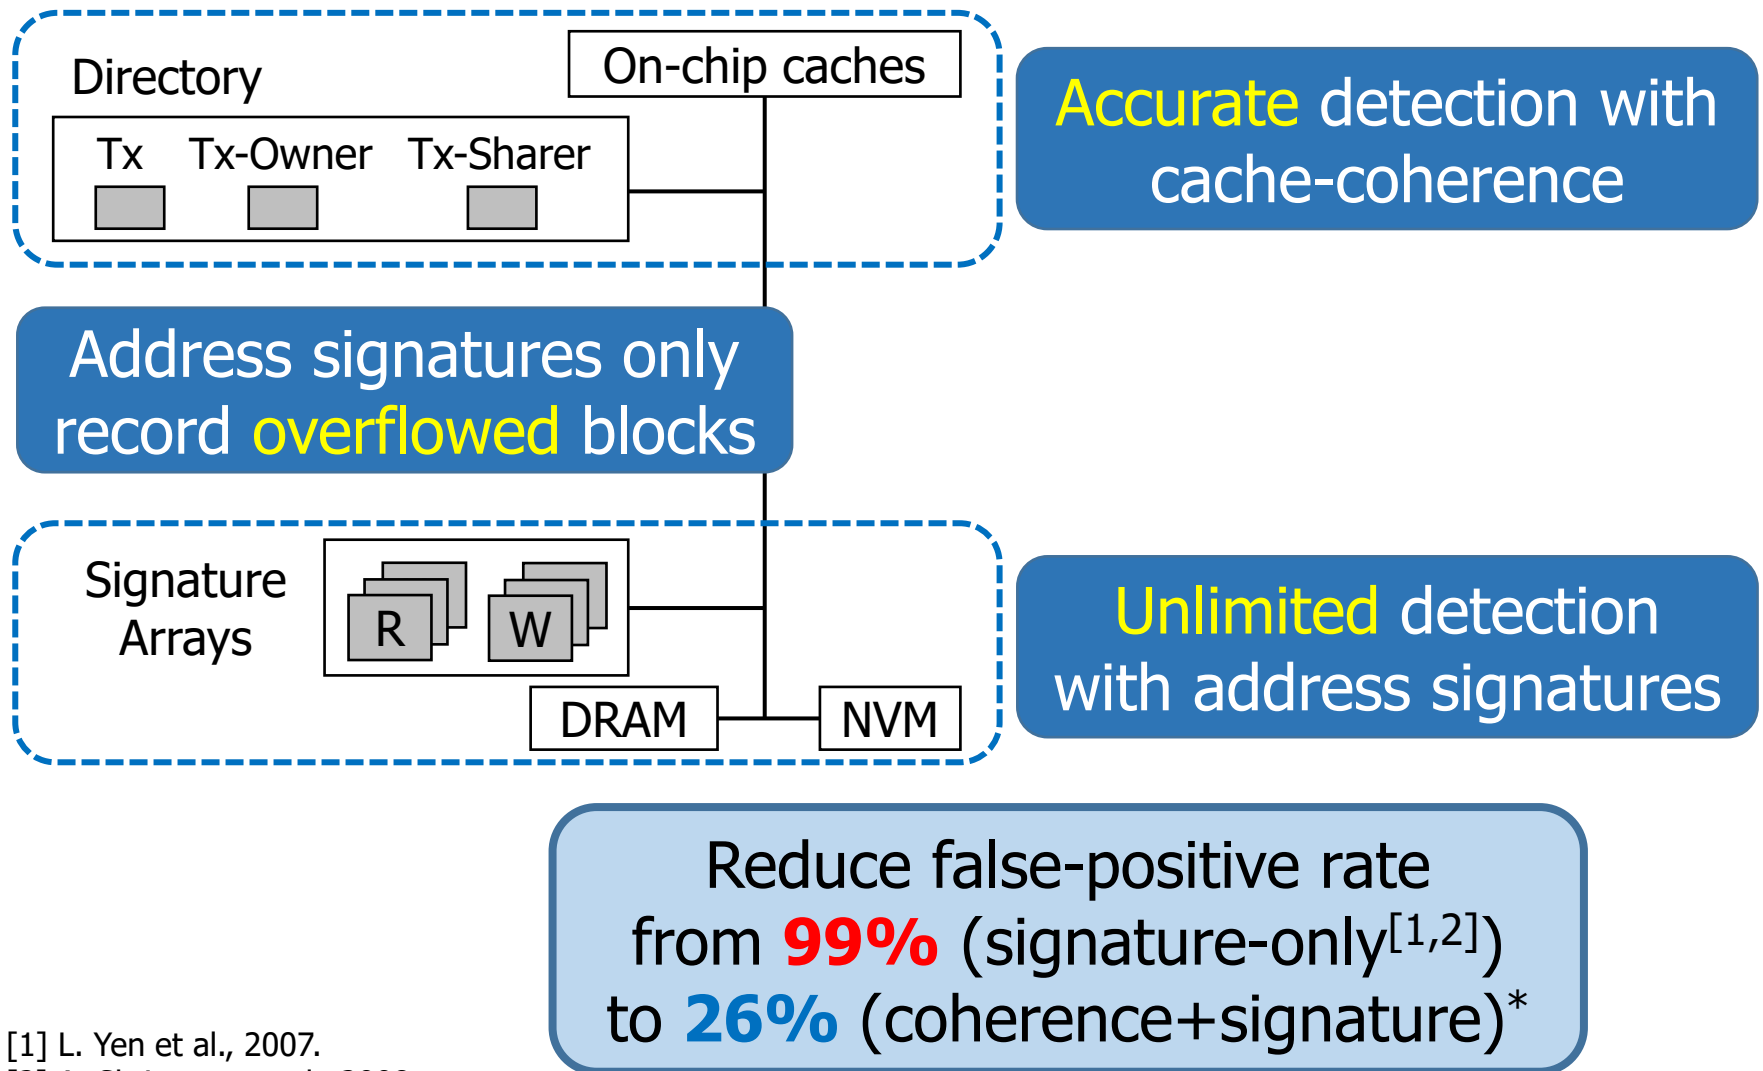 Directory
On-chip caches
Tx Tx-Owner Tx-Sharer
Accurate detection with
cache-coherence
Address signatures only
record overflowed blocks
Signature
Arrays
R W
DRAM
NVM
Unlimited detection
with address signatures
Reduce false-positive rate
from 99% (signature-only[1,2])
to 26% (coherence+signature)*
[1] L. Yen et al., 2007.